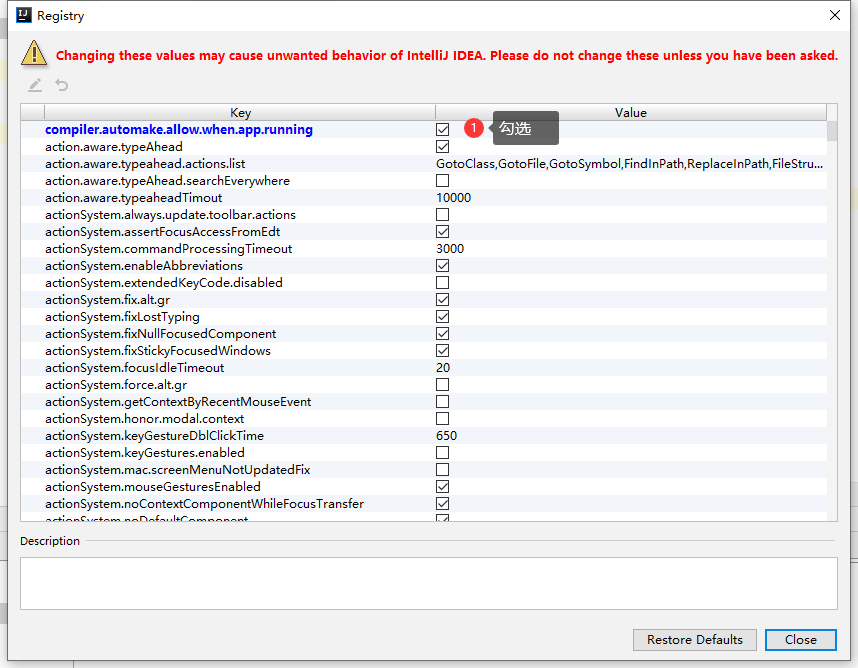 IJ Registry
Changing these values may cause unwanted behavior of IntelliJ IDEA. Please do not change these unless you have been asked.
Key Value
compiler.automake.allow.when.app.running 1 勾选
action.aware.typeAhead
action.aware.typeahead.actions.list GotoClass,GotoFile,GotoSymbol,FindInPath,ReplaceInPath,FileStru...
action.aware.typeAhead.searchEverywhere
action.aware.typeaheadTimout 10000
actionSystem.always.update.toolbar.actions
actionSystem.assertFocusAccessFromEdt
actionSystem.commandProcessingTimeout 3000
actionSystem.enableAbbreviations
actionSystem.extendedKeyCode.disabled
actionSystem.fix.alt.gr
actionSystem.fixLostTyping
actionSystem.fixNullFocusedComponent
actionSystem.fixStickyFocusedWindows
actionSystem.focusIdleTimeout 20
actionSystem.force.alt.gr
actionSystem.getContextByRecentMouseEvent
actionSystem.honor.modal.context
actionSystem.keyGestureDblClickTime 650
actionSystem.keyGestures.enabled
actionSystem.mac.screenMenuNotUpdatedFix
actionSystem.mouseGesturesEnabled
actionSystem.noContextComponentWhileFocusTransfer
actionSystem.noDefaultComponent
Description
Restore Defaults Close